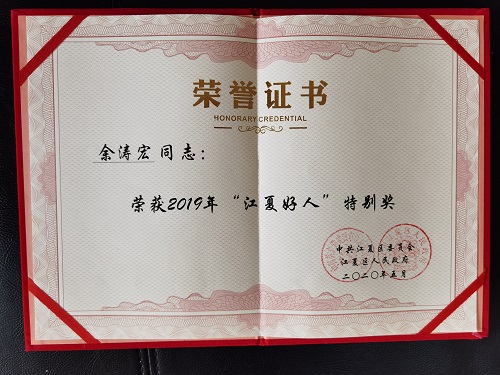 荣誉证书
HONORARY CREDENTIAL
余涛宏同志：
荣获2019年“江夏好人”特别奖
中共江夏区委员会
江夏区人民政府
二〇二〇年五月